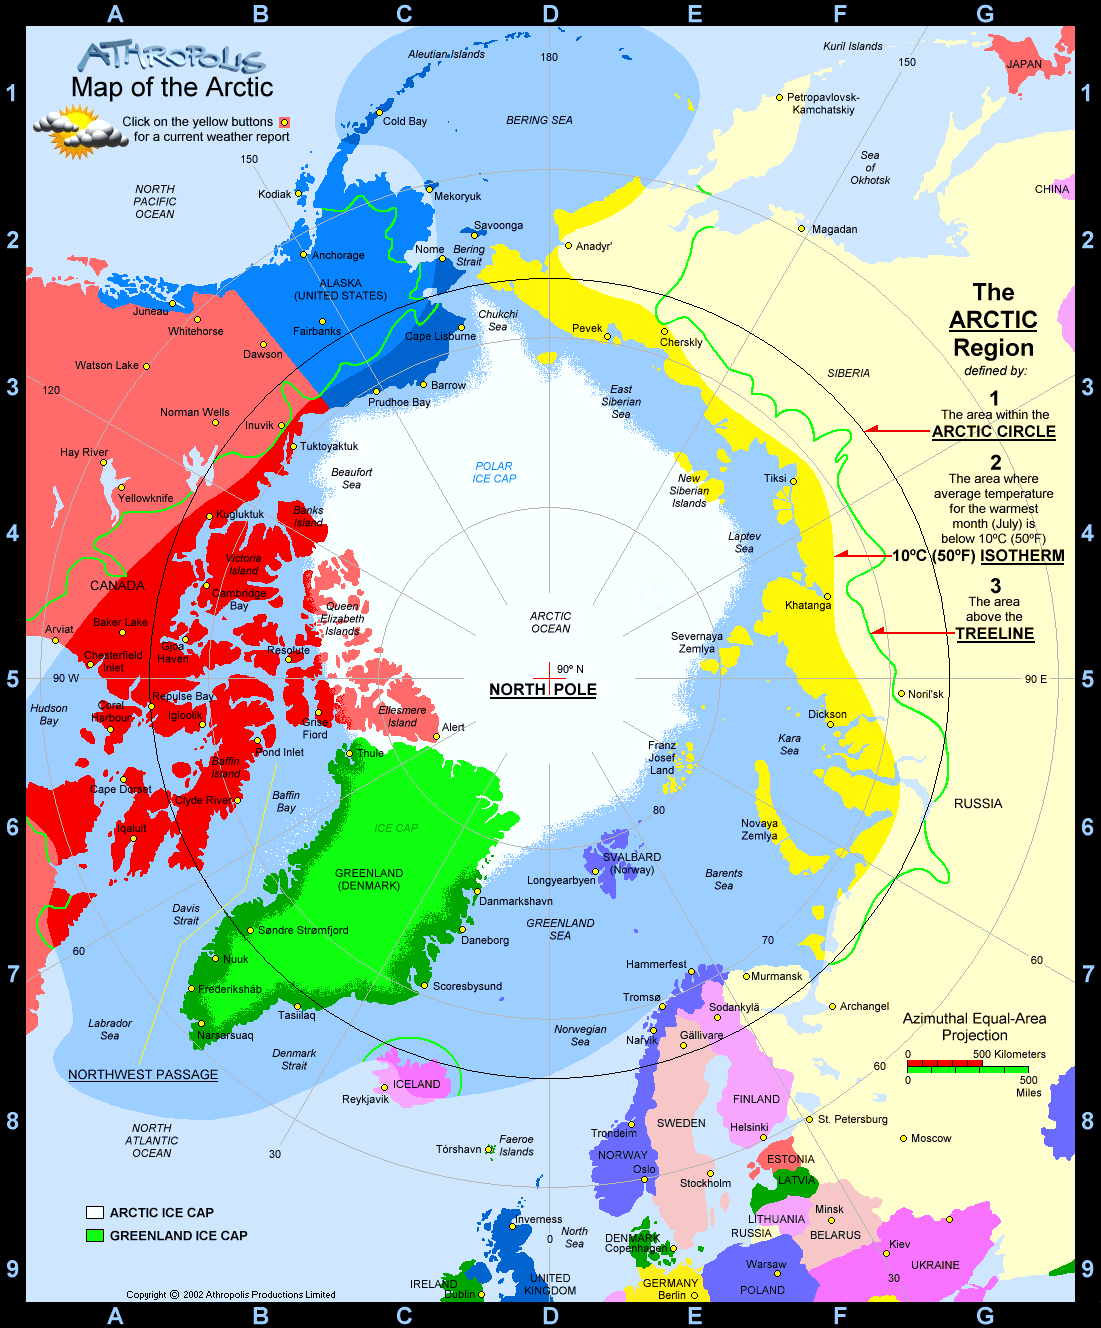 A B C D E F G
ATHROPOLIS
Map of the Arctic
Click on the yellow buttons
for a current weather report
1
2
3
4
5
6
7
8
9
1
2
3
4
5
6
7
8
9
Aleutian Islands
180
Kuril Islands
150
JAPAN
Cold Bay
BERING SEA
Petropavlovsk-
Kamchatskiy
150
Sea
of
Okhotsk
NORTH
PACIFIC
OCEAN
Kodiak
Mekoryuk
CHINA
Savoonga
Magadan
Anchorage
Nome
Bering
Strait
Anadyr'
ALASKA
(UNITED STATES)
Juneau
Whitehorse
Fairbanks
Cape Lisburne
Chukchi
Sea
Pevek
Cherskly
Dawson
Watson Lake
The
ARCTIC
Region
defined by:
1
The area within the
ARCTIC CIRCLE
2
The area where
average temperature
for the warmest
month (July) is
below 10ºC (50ºF)
10ºC (50ºF) ISOTHERM
3
The area
above the
TREELINE
SIBERIA
120
Barrow
Prudhoe Bay
East
Siberian
Sea
Norman Wells
Inuvik
Tuktoyaktuk
Hay River
Yellowknife
Beaufort
Sea
POLAR
ICE CAP
New
Siberian
Islands
Tiksi
Banks
Island
Kugluktuk
Laptev
Sea
Victoria
Island
CANADA
Cambridge
Bay
Queen
Elizabeth
Islands
ARCTIC
OCEAN
Khatanga
Arviat
Baker Lake
Gjoa
Haven
Resolute
Severnaya
Zemlya
Chesterfield
Inlet
90 W
90º N
NORTH POLE
90 E
Noril'sk
Repulse Bay
Coral
Harbour
Igloolik
Hudson
Bay
Grise
Fiord
Ellesmere
Island
Alert
Dickson
Kara
Sea
Pond Inlet
Thule
Franz
Josef
Land
Baffin
Island
Cape Dorset
Clyde River
Baffin
Bay
80
RUSSIA
Iqaluit
ICE CAP
Novaya
Zemlya
GREENLAND
(DENMARK)
SVALBARD
(Norway)
Longyearbyen
Barents
Sea
Danmarkshavn
Davis
Strait
Søndre Strømfjord
GREENLAND
SEA
Daneborg
60
70
60
Nuuk
Hammerfest
Murmansk
Frederikshåb
Scoresbysund
Tromsø
Sodankylä
Archangel
Tasiilaq
Labrador
Sea
Narsarsuaq
Norwegian
Sea
Narvik
Gällivare
Azimuthal Equal-Area
Projection
0 500 Kilometers
0 500
Miles
Denmark
Strait
NORTHWEST PASSAGE
ICELAND
Reykjavik
60
FINLAND
St. Petersburg
Moscow
NORTH
ATLANTIC
OCEAN
30
Tórshavn
Faeroe
Islands
Trondeim
NORWAY
SWEDEN
Helsinki
Oslo
Stockholm
ESTONIA
LATVIA
ARCTIC ICE CAP
GREENLAND ICE CAP
Inverness
0
North
Sea
DENMARK
Copenhagen
LITHUANIA
RUSSIA
Minsk
BELARUS
Kiev
UKRAINE
30
IRELAND
Dublin
UNITED
KINGDOM
GERMANY
Berlin
Warsaw
POLAND
Copyright © 2002 Athropolis Productions Limited
A B C D E F G